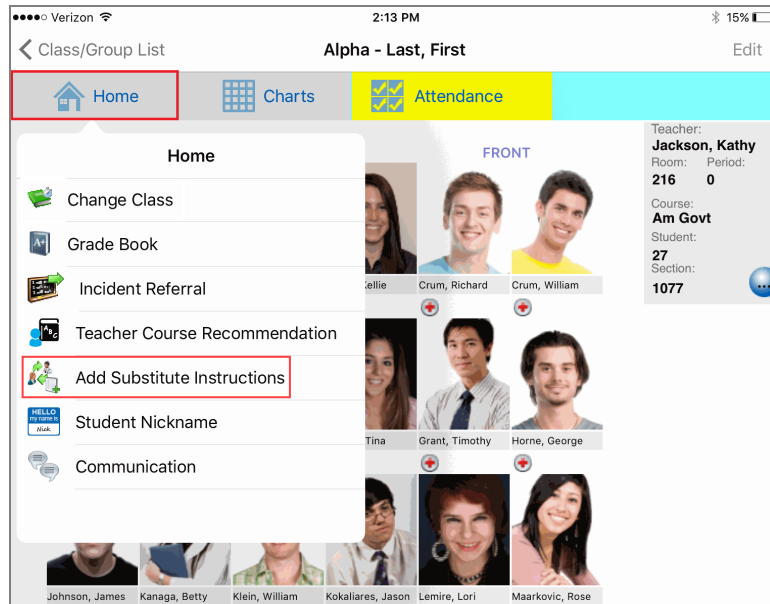 Verizon
2:13 PM
15%
Class/Group List
Alpha - Last, First
Edit
Home
Charts
Attendance
Home
Change Class
A+
Grade Book
Incident Referral
ABC
Teacher Course Recommendation
Add Substitute Instructions
HELLO
my name is
Nick
Student Nickname
Communication
FRONT
Teacher:
Jackson, Kathy
Room: Period:
216 0
Course:
Am Govt
Student:
27
Section:
1077
...
Kellie
Crum, Richard
Crum, William
Tina
Grant, Timothy
Horne, George
Johnson, James
Kanaga, Betty
Klein, William
Kokaliares, Jason
Lemire, Lori
Maarkovic, Rose